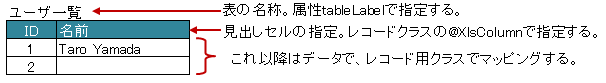 ユーザ一覧
表の名称。属性tableLabelで指定する。
ID 名前
見出しセルの指定。レコードクラスの@XlsColumnで指定する。
1 Taro Yamada
2
これ以降はデータで、レコード用クラスでマッピングする。